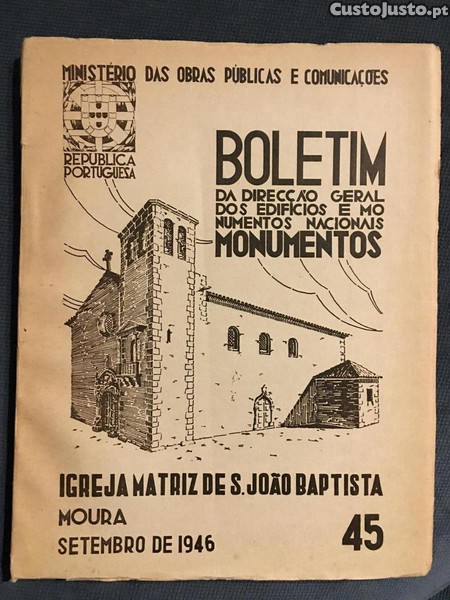 CustoJusto.pt
MINISTÉRIO DAS OBRAS PÚBLICAS E COMUNICAÇÕES
REPÚBLICA
PORTUGUESA
BOLETIM
DA DIRECÇÃO GERAL
DOS EDIFÍCIOS E MO
NUMENTOS NACIONAIS
MONUMENTOS
IGREJA MATRIZ DE S. JOÃO BAPTISTA
MOURA
SETEMBRO DE 1946
45